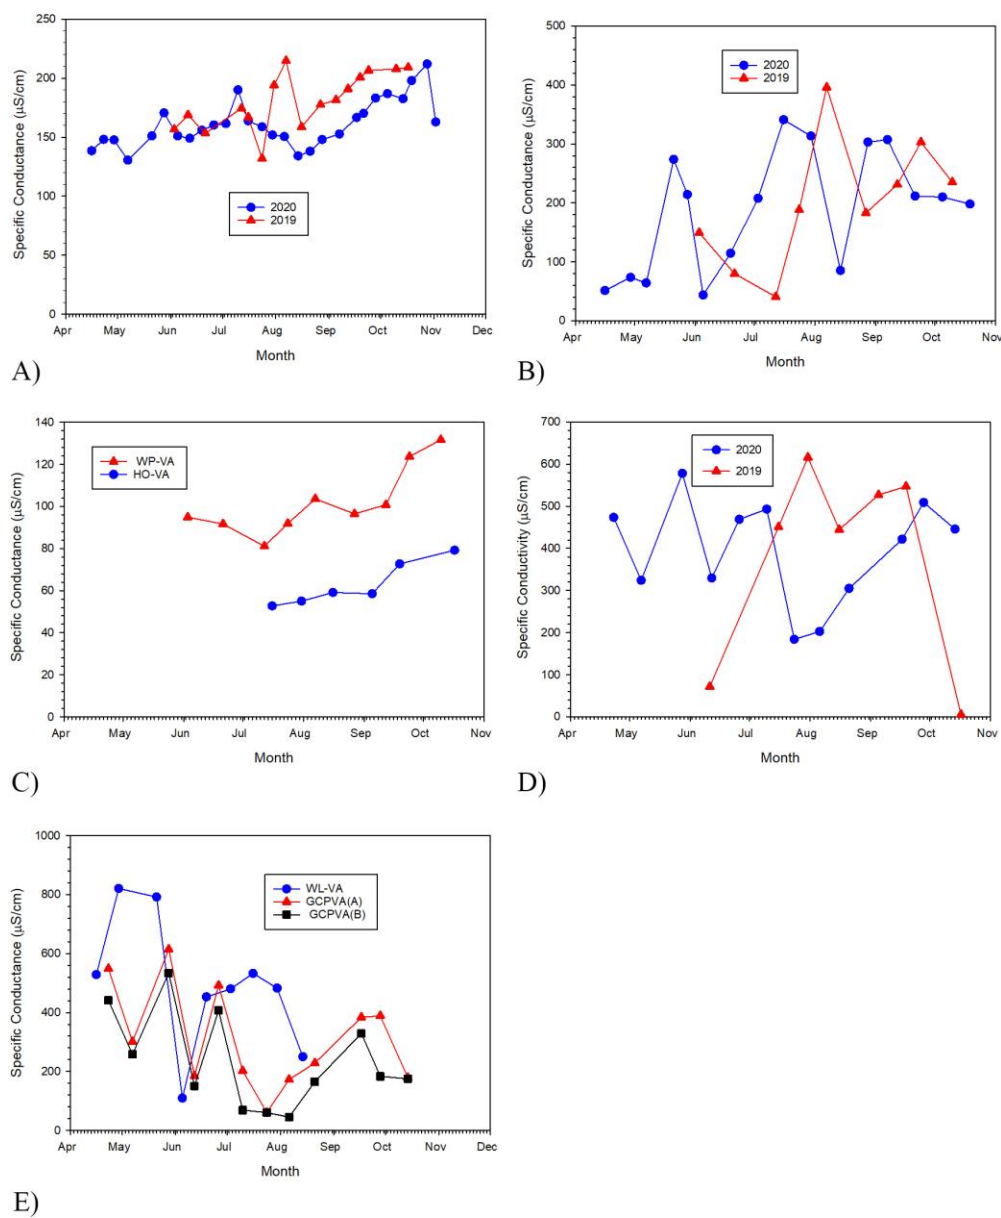 250
200
150
100
50
0
Specific Conductance (µS/cm)
2020
2019
Apr May Jun Jul Aug Sep Oct Nov Dec
Month
A)
500
400
300
200
100
0
Specific Conductance (µS/cm)
2020
2019
Apr May Jun Jul Aug Sep Oct Nov
Month
B)
140
120
100
80
60
40
20
0
Specific Conductance (µS/cm)
WP-VA
HO-VA
Apr May Jun Jul Aug Sep Oct Nov
Month
C)
700
600
500
400
300
200
100
0
Specific Conductivity (µS/cm)
2020
2019
Apr May Jun Jul Aug Sep Oct Nov
Month
D)
1000
800
600
400
200
0
Specific Conductance (µS/cm)
WL-VA
GCPVA(A)
GCPVA(B)
Apr May Jun Jul Aug Sep Oct Nov Dec
Month
E)